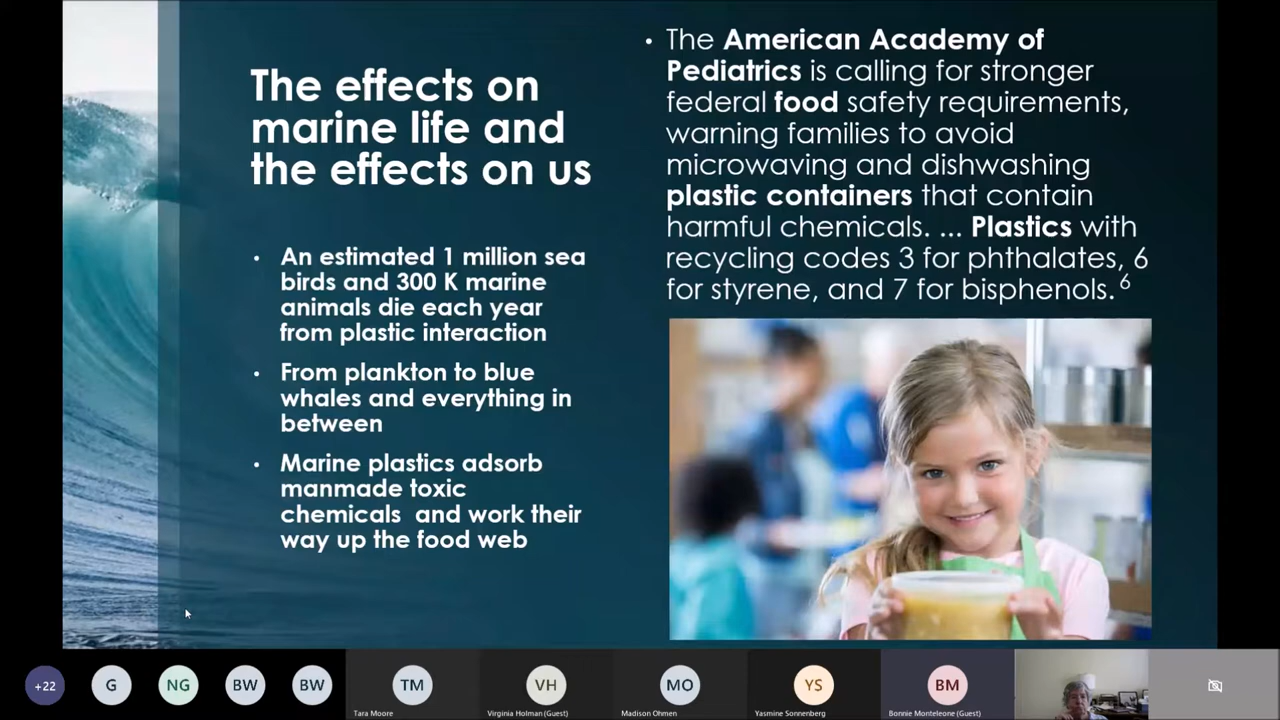 The effects on
marine life and
the effects on us
• An estimated 1 million sea
birds and 300 K marine
animals die each year
from plastic interaction
• From plankton to blue
whales and everything in
between
• Marine plastics adsorb
manmade toxic
chemicals and work their
way up the food web
• The American Academy of
Pediatrics is calling for stronger
federal food safety requirements,
warning families to avoid
microwaving and dishwashing
plastic containers that contain
harmful chemicals. ... Plastics with
recycling codes 3 for phthalates, 6
for styrene, and 7 for bisphenols.6
+22
G
NG
BW
BW
TM
Tara Moore
VH
Virginia Holman (Guest)
MO
Madison Ohmen
YS
Yasmine Sonnenberg
BM
Bonnie Monteleone (Guest)